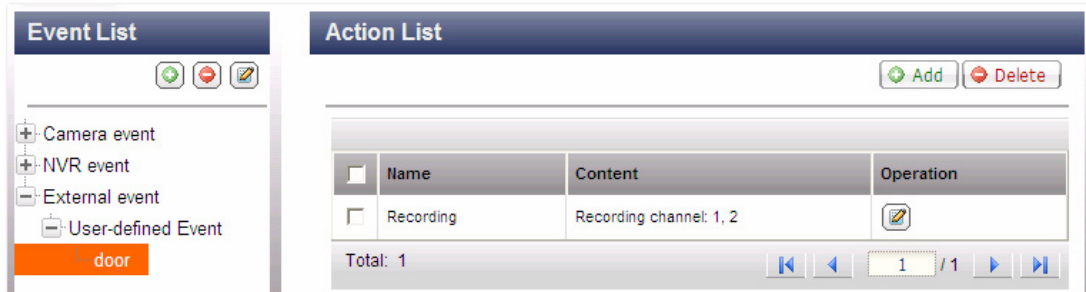 Event List
Camera event
NVR event
External event
User-defined Event
door
Action List
Add Delete
Name Content Operation
Recording Recording channel: 1, 2
Total: 1 1 / 1